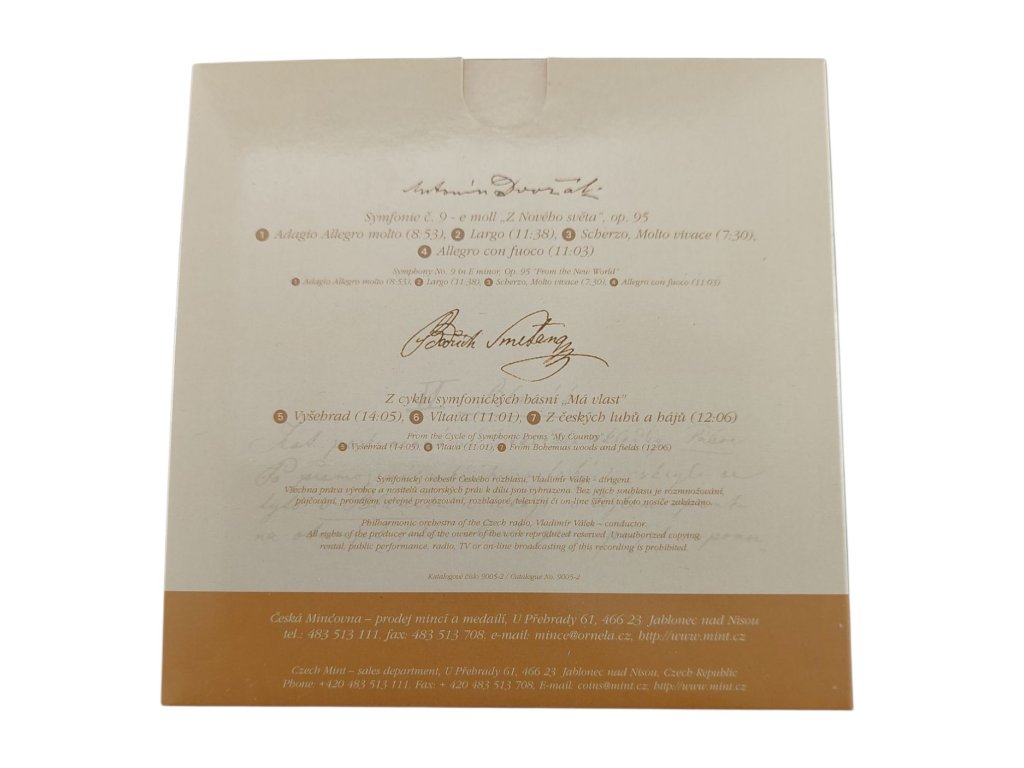 Antonín Dvořák
Symfonie č. 9 - e moll „Z Nového světa", op. 95
1 Adagio Allegro molto (8:53), 2 Largo (11:38), 3 Scherzo, Molto vivace (7:30),
4 Allegro con fuoco (11:03)
Symphony No. 9 in E minor, Op. 95 "From the New World"
1 Adagio Allegro molto (8:53), 2 Largo (11:38), 3 Scherzo, Molto vivace (7:30), 4 Allegro con fuoco (11:03)
Bedřich Smetana
Z cyklu symfonických básní „Má vlast"
5 Vyšehrad (14:05), 6 Vltava (11:01), 7 Z českých luhů a hájů (12:06)
From the Cycle of Symphonic Poems "My Country"
5 Vyšehrad (14:05), 6 Vltava (11:01), 7 From Bohemias woods and fields (12:06)
Symfonický orchestr Českého rozhlasu, Vladimír Válek - dirigent
Všechna práva výrobce a nositelů autorských práv k dílu jsou vyhrazena. Bez jejich souhlasu je rozmnožování,
půjčování, pronájem, veřejné provozování, rozhlasové, televizní či on-line šíření tohoto nosiče zakázáno.
Philharmonic orchestra of the Czech radio, Vladimír Válek – conductor.
All rights of the producer and of the owner of the work reproduced reserved. Unauthorized copying,
rental, public performance, radio, TV or on-line broadcasting of this recording is prohibited.
Katalogové číslo 9005-2 / Catalogue No. 9005-2
Česká Mincovna – prodej mincí a medailí, U Přehrady 61, 466 23 Jablonec nad Nisou
tel.: 483 513 111, fax: 483 513 708, e-mail: mince@ornela.cz, http://www.mint.cz
Czech Mint – sales department, U Přehrady 61, 466 23 Jablonec nad Nisou, Czech Republic
Phone: +420 483 513 111, Fax: + 420 483 513 708, E-mail: coins@mint.cz, http://www.mint.cz